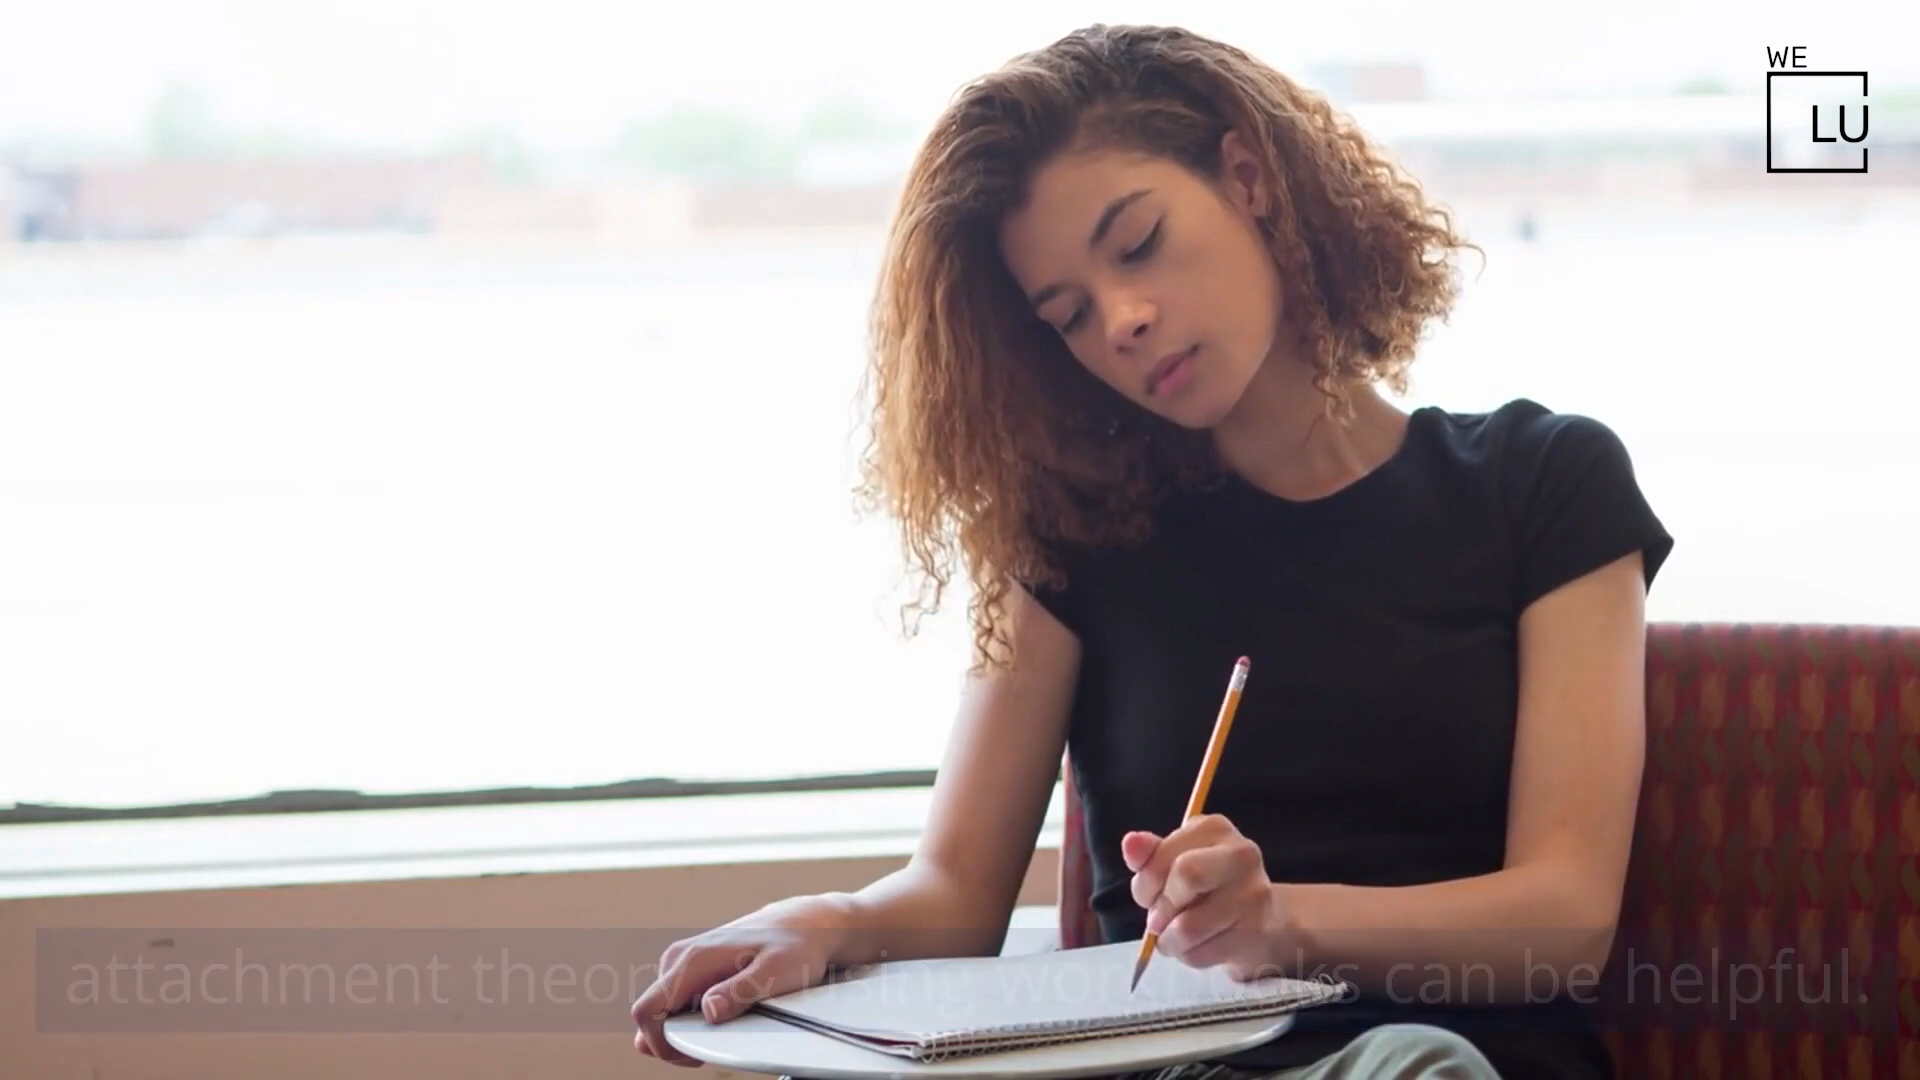 WE
LU
attachment theory, & using workbooks can be helpful.